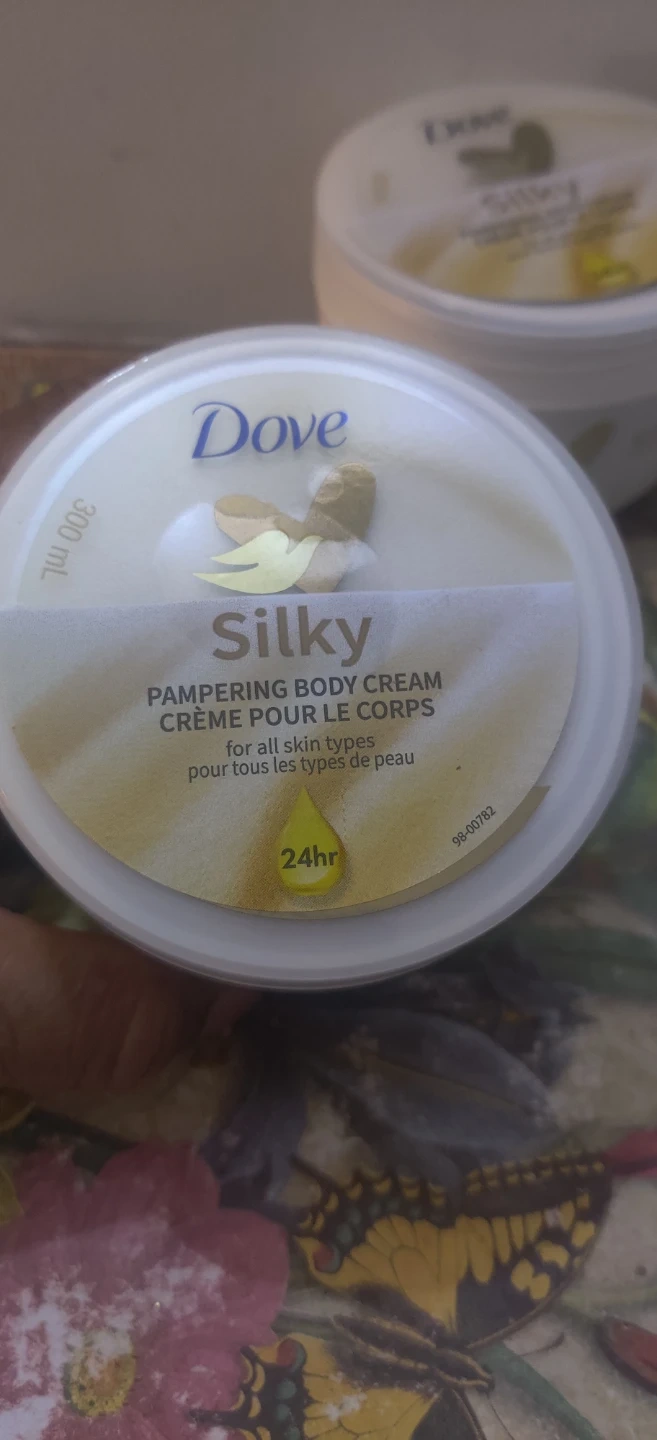 Dove
Silky
Dove
300 mL
Silky
PAMPERING BODY CREAM
CRÈME POUR LE CORPS
for all skin types
pour tous les types de peau
24hr
98-00782